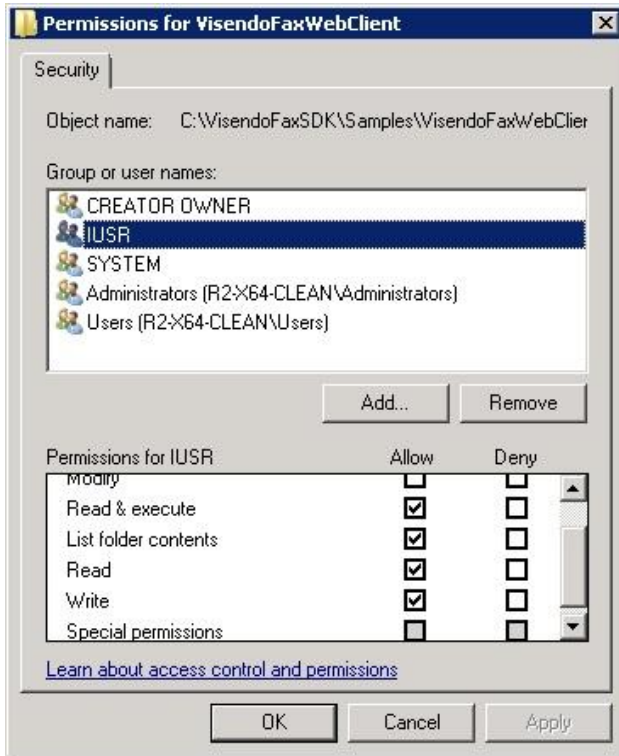 Permissions for VisendoFaxWebClient
Security
Object name: C:\VisendoFaxSDK\Samples\VisendoFaxWebClier
Group or user names:
CREATOR OWNER
IUSR
SYSTEM
Administrators (R2-X64-CLEAN\Administrators)
Users (R2-X64-CLEAN\Users)
Add... Remove
Permissions for IUSR Allow Deny
Modify
Read & execute
List folder contents
Read
Write
Special permissions
Learn about access control and permissions
OK Cancel Apply